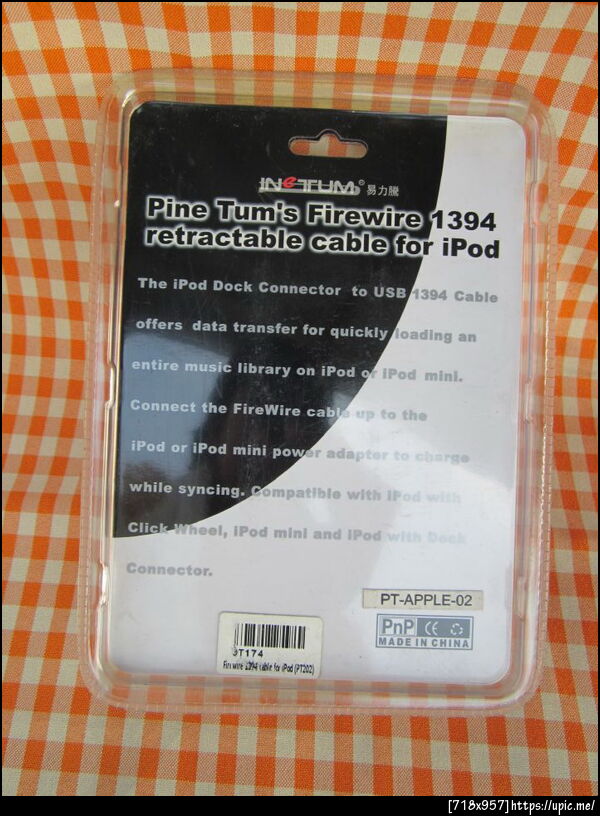 INeTUM® 易力騰
Pine Tum's Firewire 1394
retractable cable for iPod
The iPod Dock Connector to USB 1394 Cable
offers data transfer for quickly loading an
entire music library on iPod or iPod mini.
Connect the FireWire cable up to the
iPod or iPod mini power adapter to charge
while syncing. Compatible with iPod with
Click Wheel, iPod mini and iPod with Dock
Connector.
PT-APPLE-02
PnP CE
MADE IN CHINA
T174
Firewire 1394 cable for iPod (PT202)
[718x957]https://upic.me/